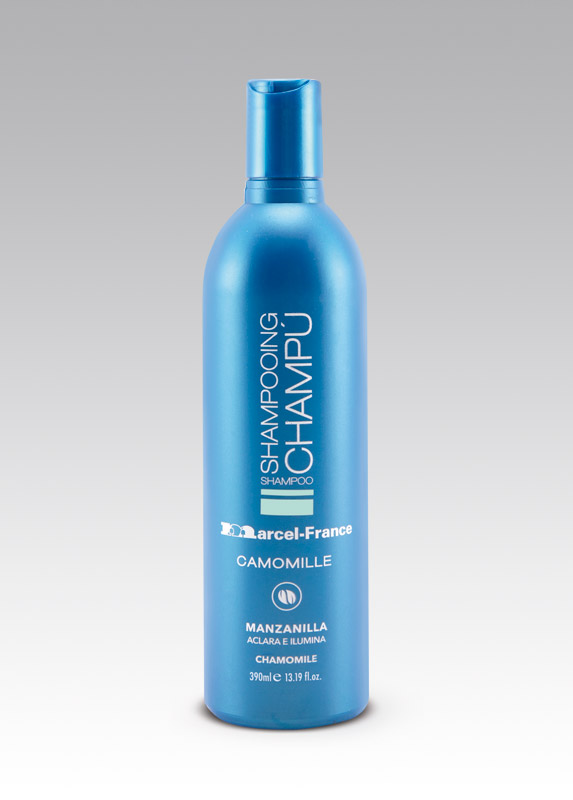 SHAMPOOING
CHAMPÚ
SHAMPOO
marcel-France
CAMOMILLE
MANZANILLA
ACLARA E ILUMINA
CHAMOMILE
390ml e 13.19 fl.oz.